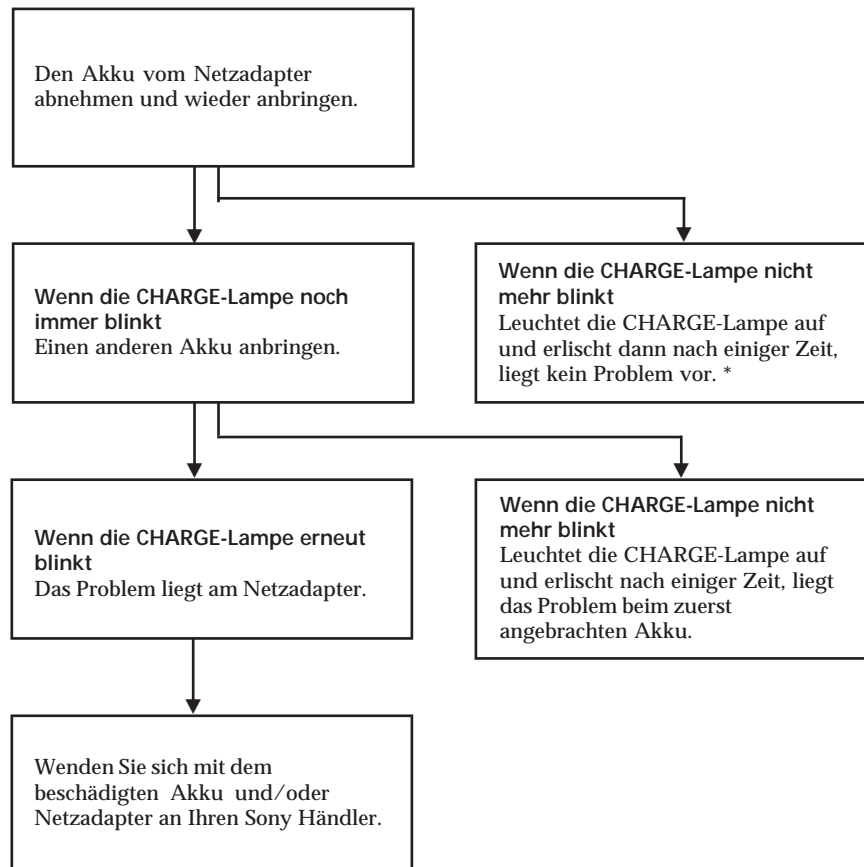 Den Akku vom Netzadapter
abnehmen und wieder anbringen.
Wenn die CHARGE-Lampe noch
immer blinkt
Einen anderen Akku anbringen.
Wenn die CHARGE-Lampe nicht
mehr blinkt
Leuchtet die CHARGE-Lampe auf
und erlischt dann nach einiger Zeit,
liegt kein Problem vor. *
Wenn die CHARGE-Lampe erneut
blinkt
Das Problem liegt am Netzadapter.
Wenn die CHARGE-Lampe nicht
mehr blinkt
Leuchtet die CHARGE-Lampe auf
und erlischt nach einiger Zeit, liegt
das Problem beim zuerst
angebrachten Akku.
Wenden Sie sich mit dem
beschädigten Akku und/oder
Netzadapter an Ihren Sony Händler.